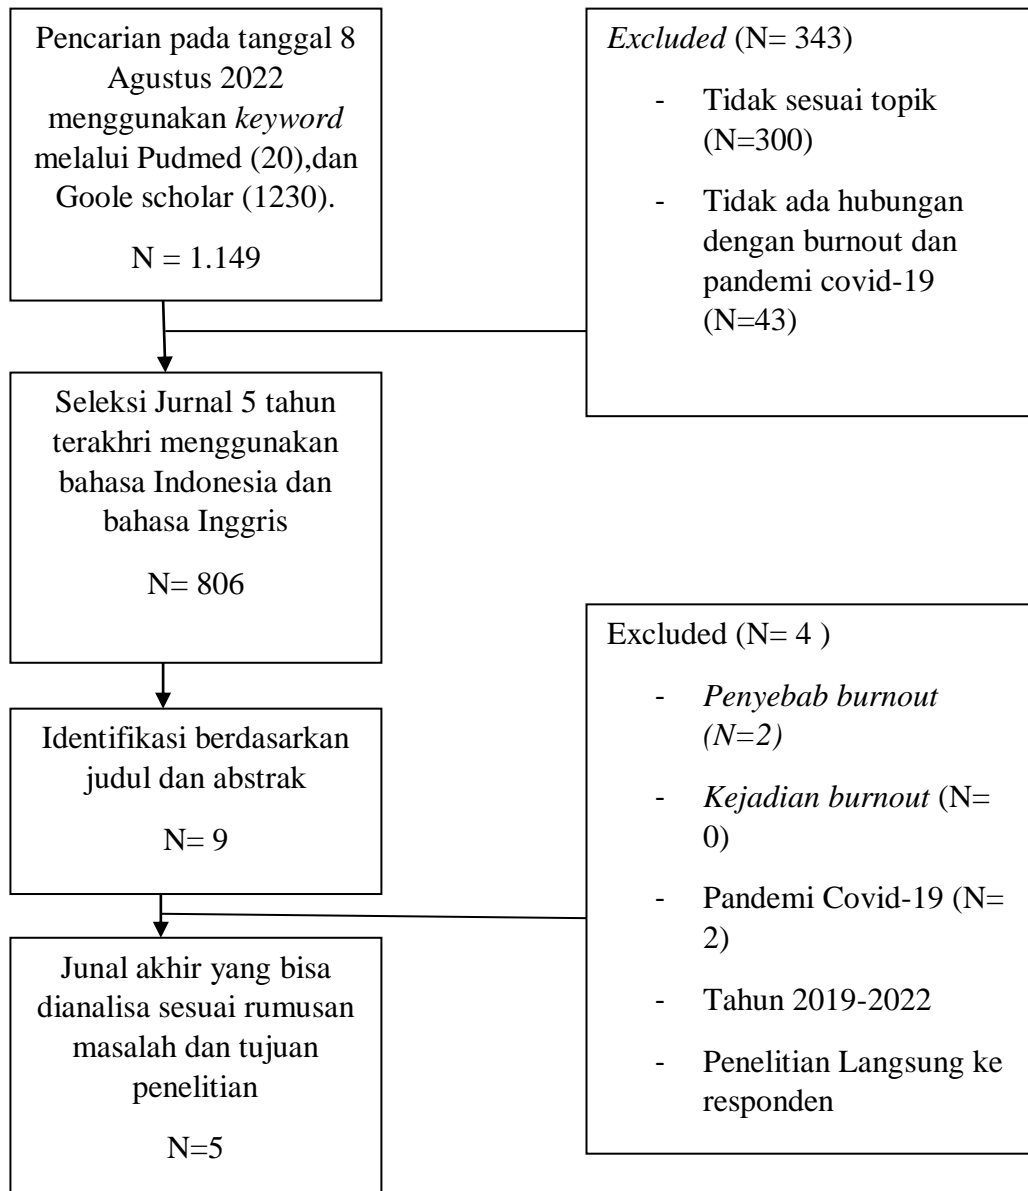 Pencarian pada tanggal 8
Agustus 2022
menggunakan keyword
melalui Pudmed (20),dan
Goole scholar (1230).
N = 1.149
Excluded (N= 343)
- Tidak sesuai topik
(N=300)
- Tidak ada hubungan
dengan burnout dan
pandemi covid-19
(N=43)
Seleksi Jurnal 5 tahun
terakhri menggunakan
bahasa Indonesia dan
bahasa Inggris
N= 806
Identifikasi berdasarkan
judul dan abstrak
N= 9
Excluded (N= 4 )
- Penyebab burnout
(N=2)
- Kejadian burnout (N=
0)
- Pandemi Covid-19 (N=
2)
- Tahun 2019-2022
- Penelitian Langsung ke
responden
Junal akhir yang bisa
dianalisa sesuai rumusan
masalah dan tujuan
penelitian
N=5